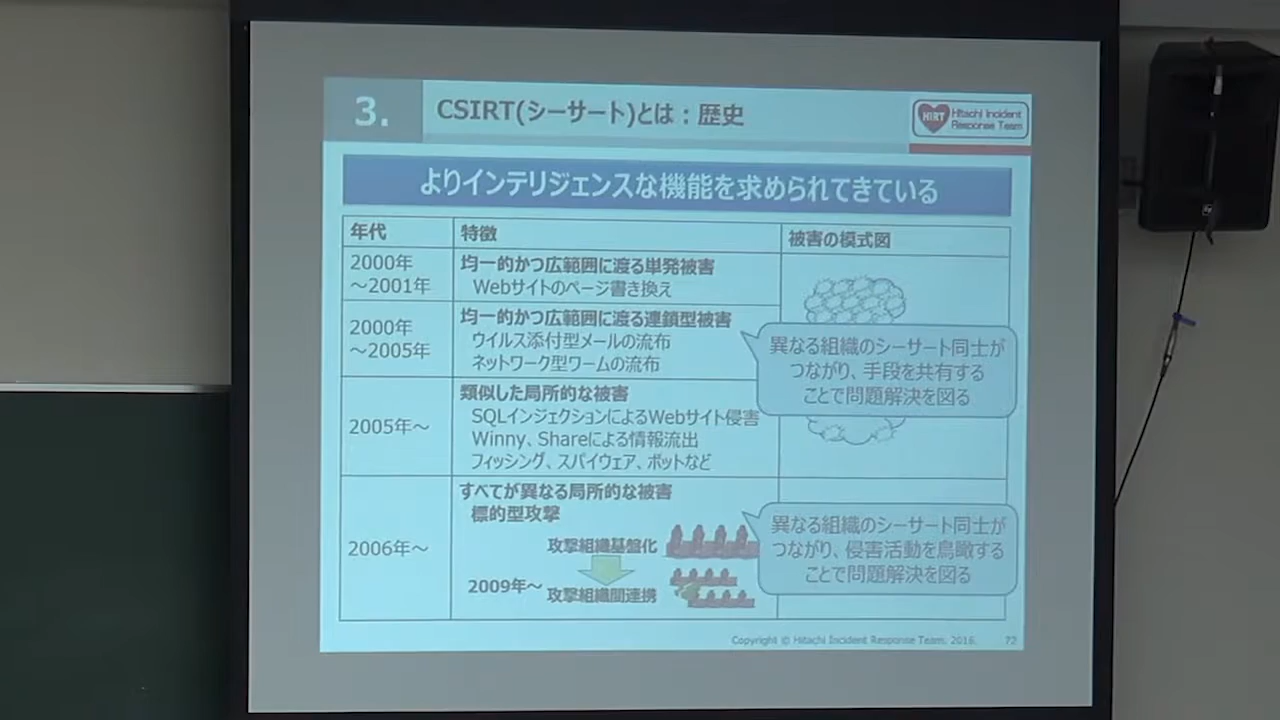 3.
CSIRT(シーサート)とは：歴史
HIRT
Hitachi Incident
Response Team
よりインテリジェンスな機能を求められてきている
年代
特徴
被害の模式図
2000年
～2001年
均一的かつ広範囲に渡る単発被害
Webサイトのページ書き換え
2000年
～2005年
均一的かつ広範囲に渡る連鎖型被害
ウイルス添付型メールの流布
ネットワーク型ワームの流布
異なる組織のシーサート同士が
つながり、手段を共有する
ことで問題解決を図る
2005年～
類似した局所的な被害
SQLインジェクションによるWebサイト侵害
Winny、Shareによる情報流出
フィッシング、スパイウェア、ボットなど
2006年～
すべてが異なる局所的な被害
標的型攻撃
攻撃組織基盤化
2009年～
攻撃組織間連携
異なる組織のシーサート同士が
つながり、侵害活動を鳥瞰する
ことで問題解決を図る
Copyright © Hitachi Incident Response Team. 2016.
72